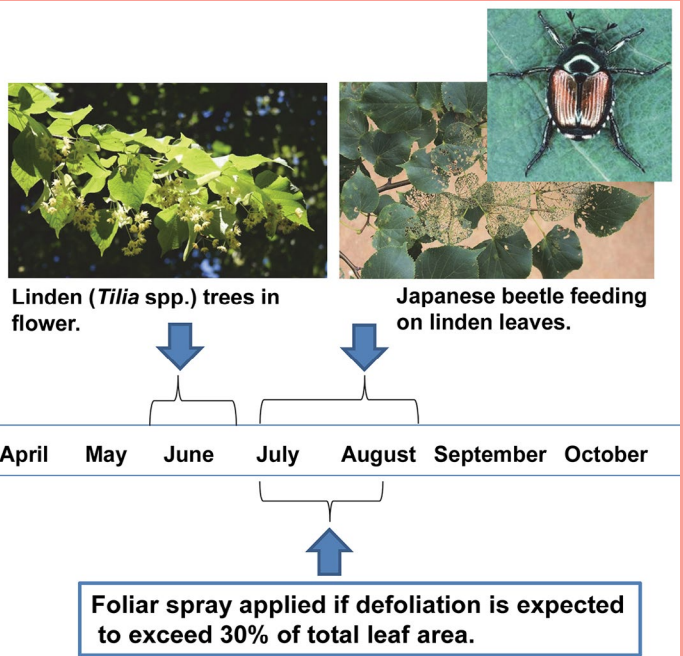 Linden (Tilia spp.) trees in
flower.
Japanese beetle feeding
on linden leaves.
April May June July August September October
Foliar spray applied if defoliation is expected
to exceed 30% of total leaf area.